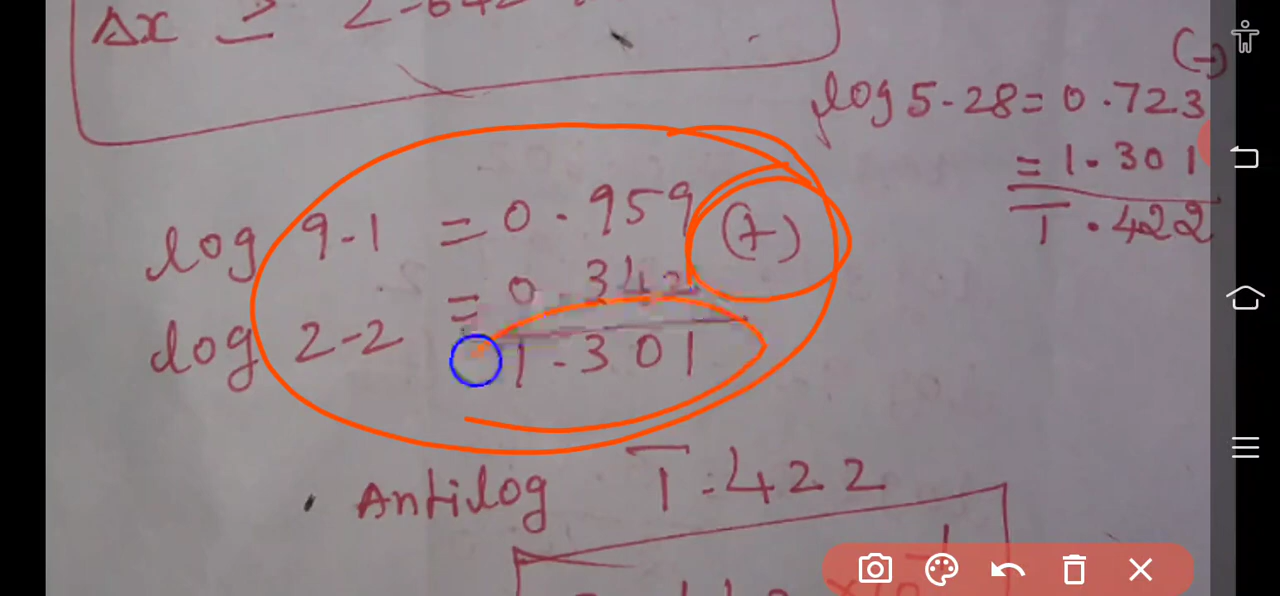 Δx ≥
(-)
log 5.28 = 0.723
= 1.301
T̅.422
log 9.1 = 0.959 (+)
log 2.2 = 0.342
1.301
Antilog 1̅.422